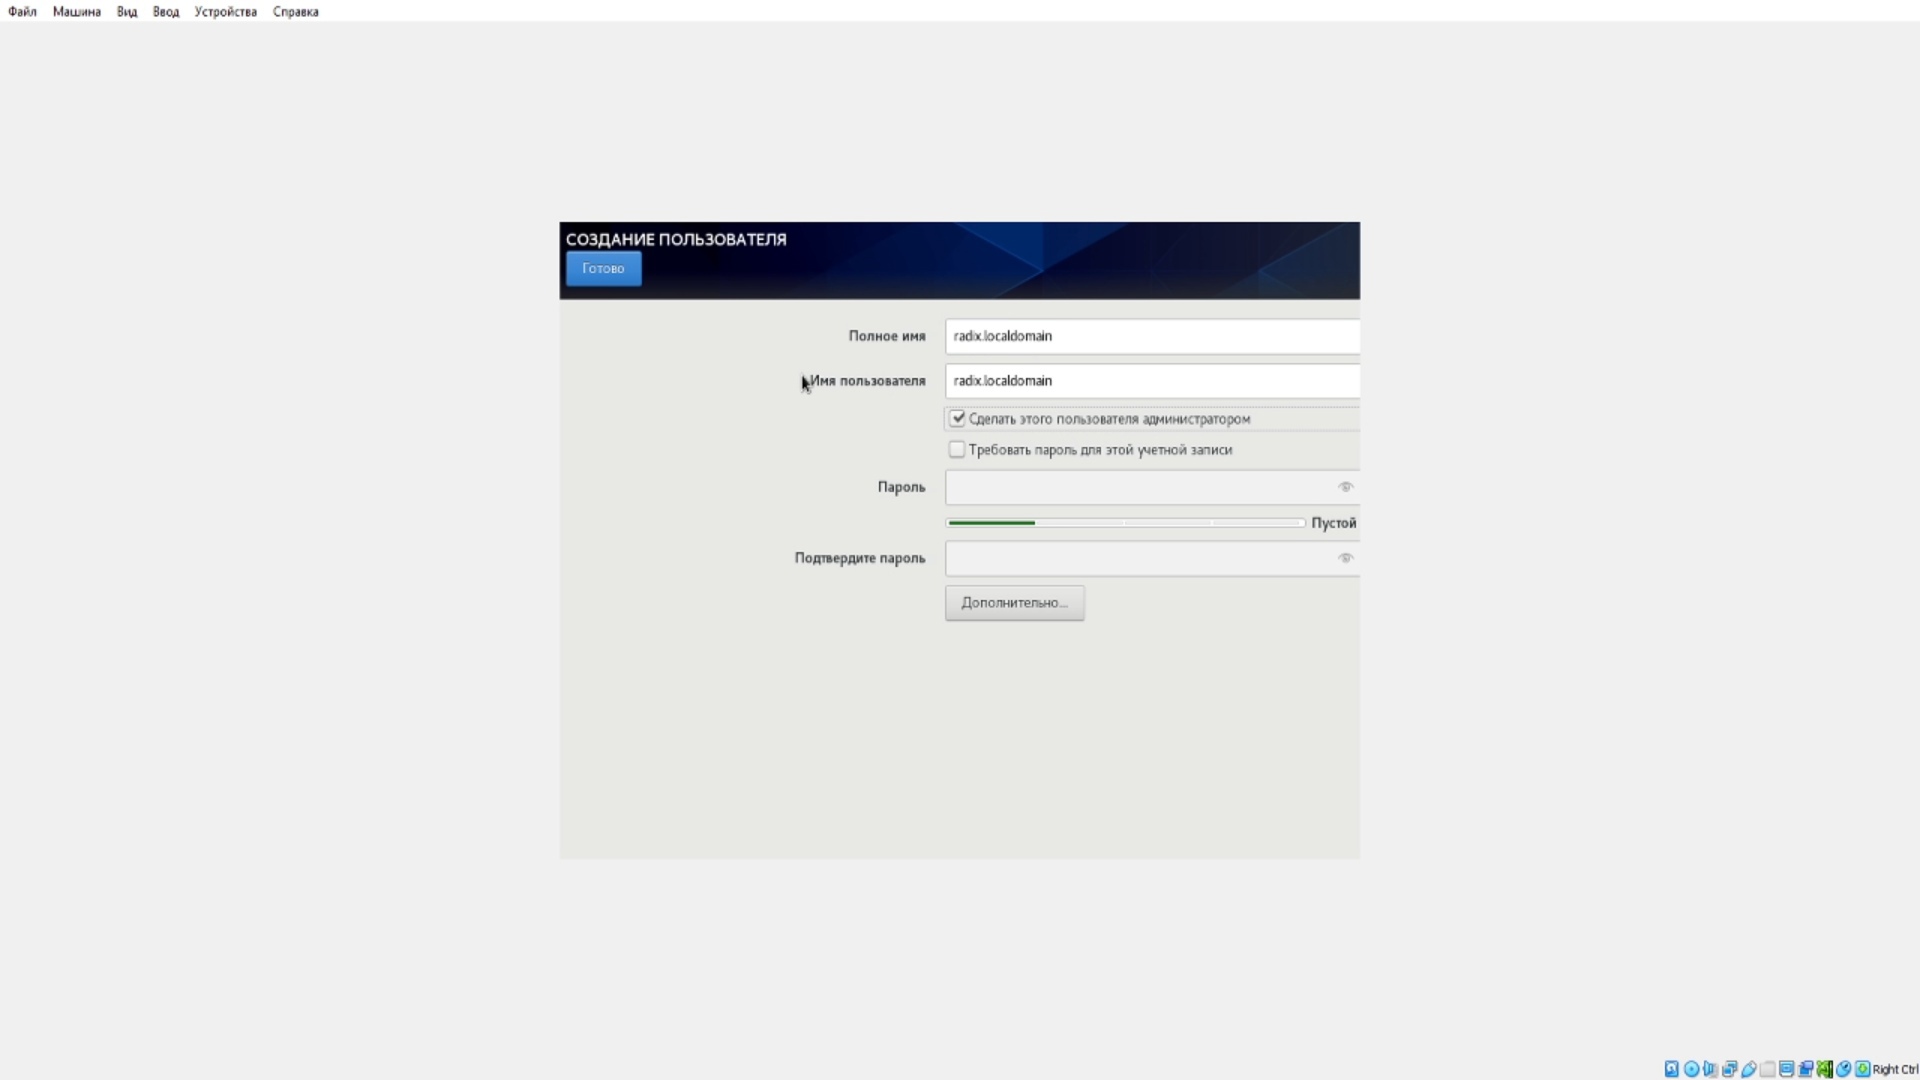 Файл Машина Вид Ввод Устройства Справка
СОЗДАНИЕ ПОЛЬЗОВАТЕЛЯ
Готово
Полное имя radix.localdomain
Имя пользователя radix.localdomain
Сделать этого пользователя администратором
Требовать пароль для этой учетной записи
Пароль
Пустой
Подтвердите пароль
Дополнительно...
Right Ctrl